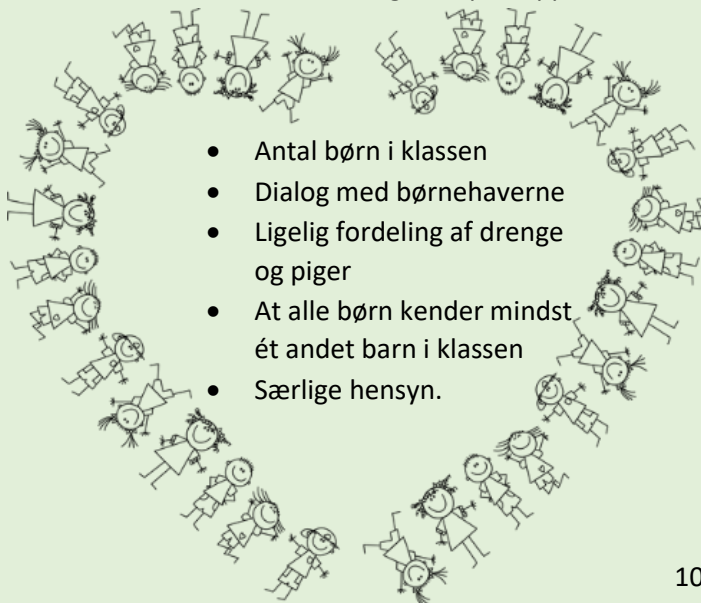 • Antal børn i klassen
• Dialog med børnehaverne
• Ligelig fordeling af drenge
og piger
• At alle børn kender mindst
ét andet barn i klassen
• Særlige hensyn.
10